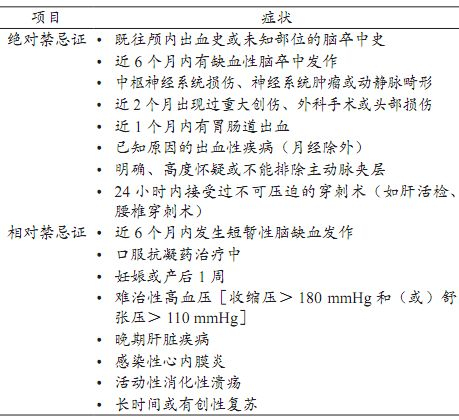 项目 症状
绝对禁忌证 • 既往颅内出血史或未知部位的脑卒中史
• 近 6 个月内有缺血性脑卒中发作
• 中枢神经系统损伤、神经系统肿瘤或动静脉畸形
• 近 2 个月出现过重大创伤、外科手术或头部损伤
• 近 1 个月内有胃肠道出血
• 已知原因的出血性疾病（月经除外）
• 明确、高度怀疑或不能排除主动脉夹层
• 24 小时内接受过不可压迫的穿刺术（如肝活检、
腰椎穿刺术）
相对禁忌证 • 近 6 个月内发生短暂性脑缺血发作
• 口服抗凝药治疗中
• 妊娠或产后 1 周
• 难治性高血压［收缩压＞ 180 mmHg 和（或）舒
张压＞ 110 mmHg］
• 晚期肝脏疾病
• 感染性心内膜炎
• 活动性消化性溃疡
• 长时间或有创性复苏